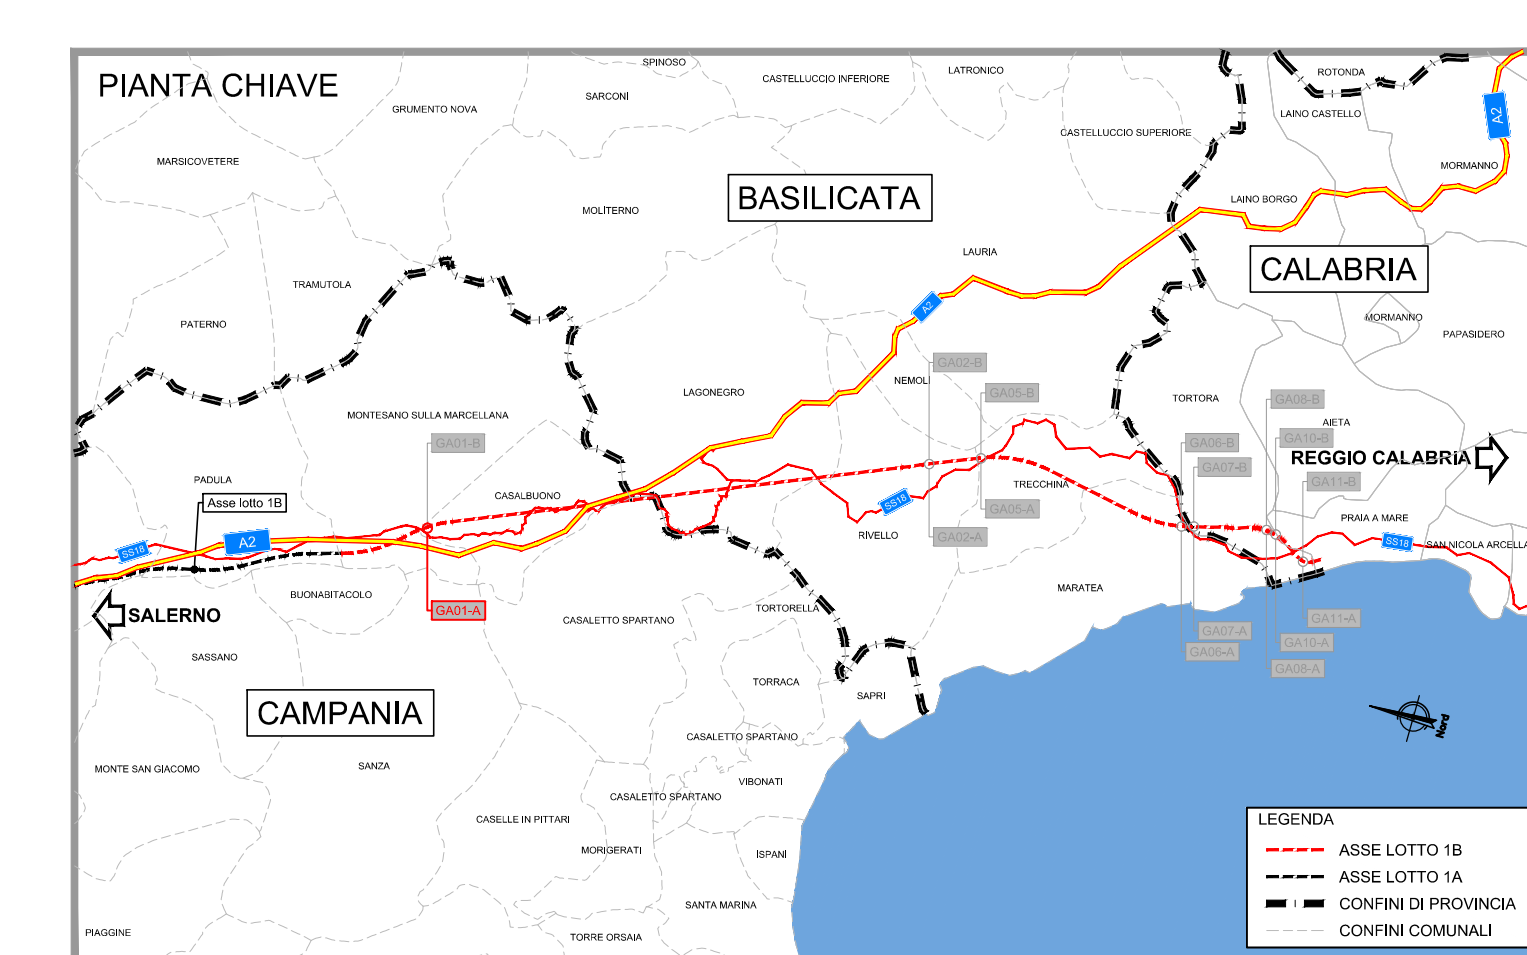 PIANTA CHIAVE
SPINOSO
CASTELLUCCIO INFERIORE
LATRONICO
ROTONDA
SARCONI
GRUMENTO NOVA
LAINO CASTELLO
A2
CASTELLUCCIO SUPERIORE
MARSICOVETERE
MORMANNO
BASILICATA
LAINO BORGO
MOLITERNO
LAURIA
CALABRIA
TRAMUTOLA
A2
MORMANNO
PATERNO
PAPASIDERO
GA02-B
NEMOLI
LAGONEGRO
GA05-B
TORTORA
GA08-B
MONTESANO SULLA MARCELLANA
AIETA
GA01-B
GA06-B
GA10-B
REGGIO CALABRIA
GA07-B
PADULA
GA11-B
TRECCHINA
CASALBUONO
Asse lotto 1B
SS18
GA05-A
PRAIA A MARE
RIVELLO
GA02-A
A2
SS18
SS18
SAN NICOLA ARCELLA
MARATEA
BUONABITACOLO
TORTORELLA
GA01-A
SALERNO
CASALETTO SPARTANO
GA11-A
GA07-A
GA10-A
GA06-A
SASSANO
GA08-A
TORRACA
SAPRI
CAMPANIA
Nord
CASALETTO SPARTANO
MONTE SAN GIACOMO
SANZA
VIBONATI
CASALETTO SPARTANO
CASELLE IN PITTARI
LEGENDA
MORIGERATI
ISPANI
ASSE LOTTO 1B
ASSE LOTTO 1A
SANTA MARINA
CONFINI DI PROVINCIA
PIAGGINE
TORRE ORSAIA
CONFINI COMUNALI